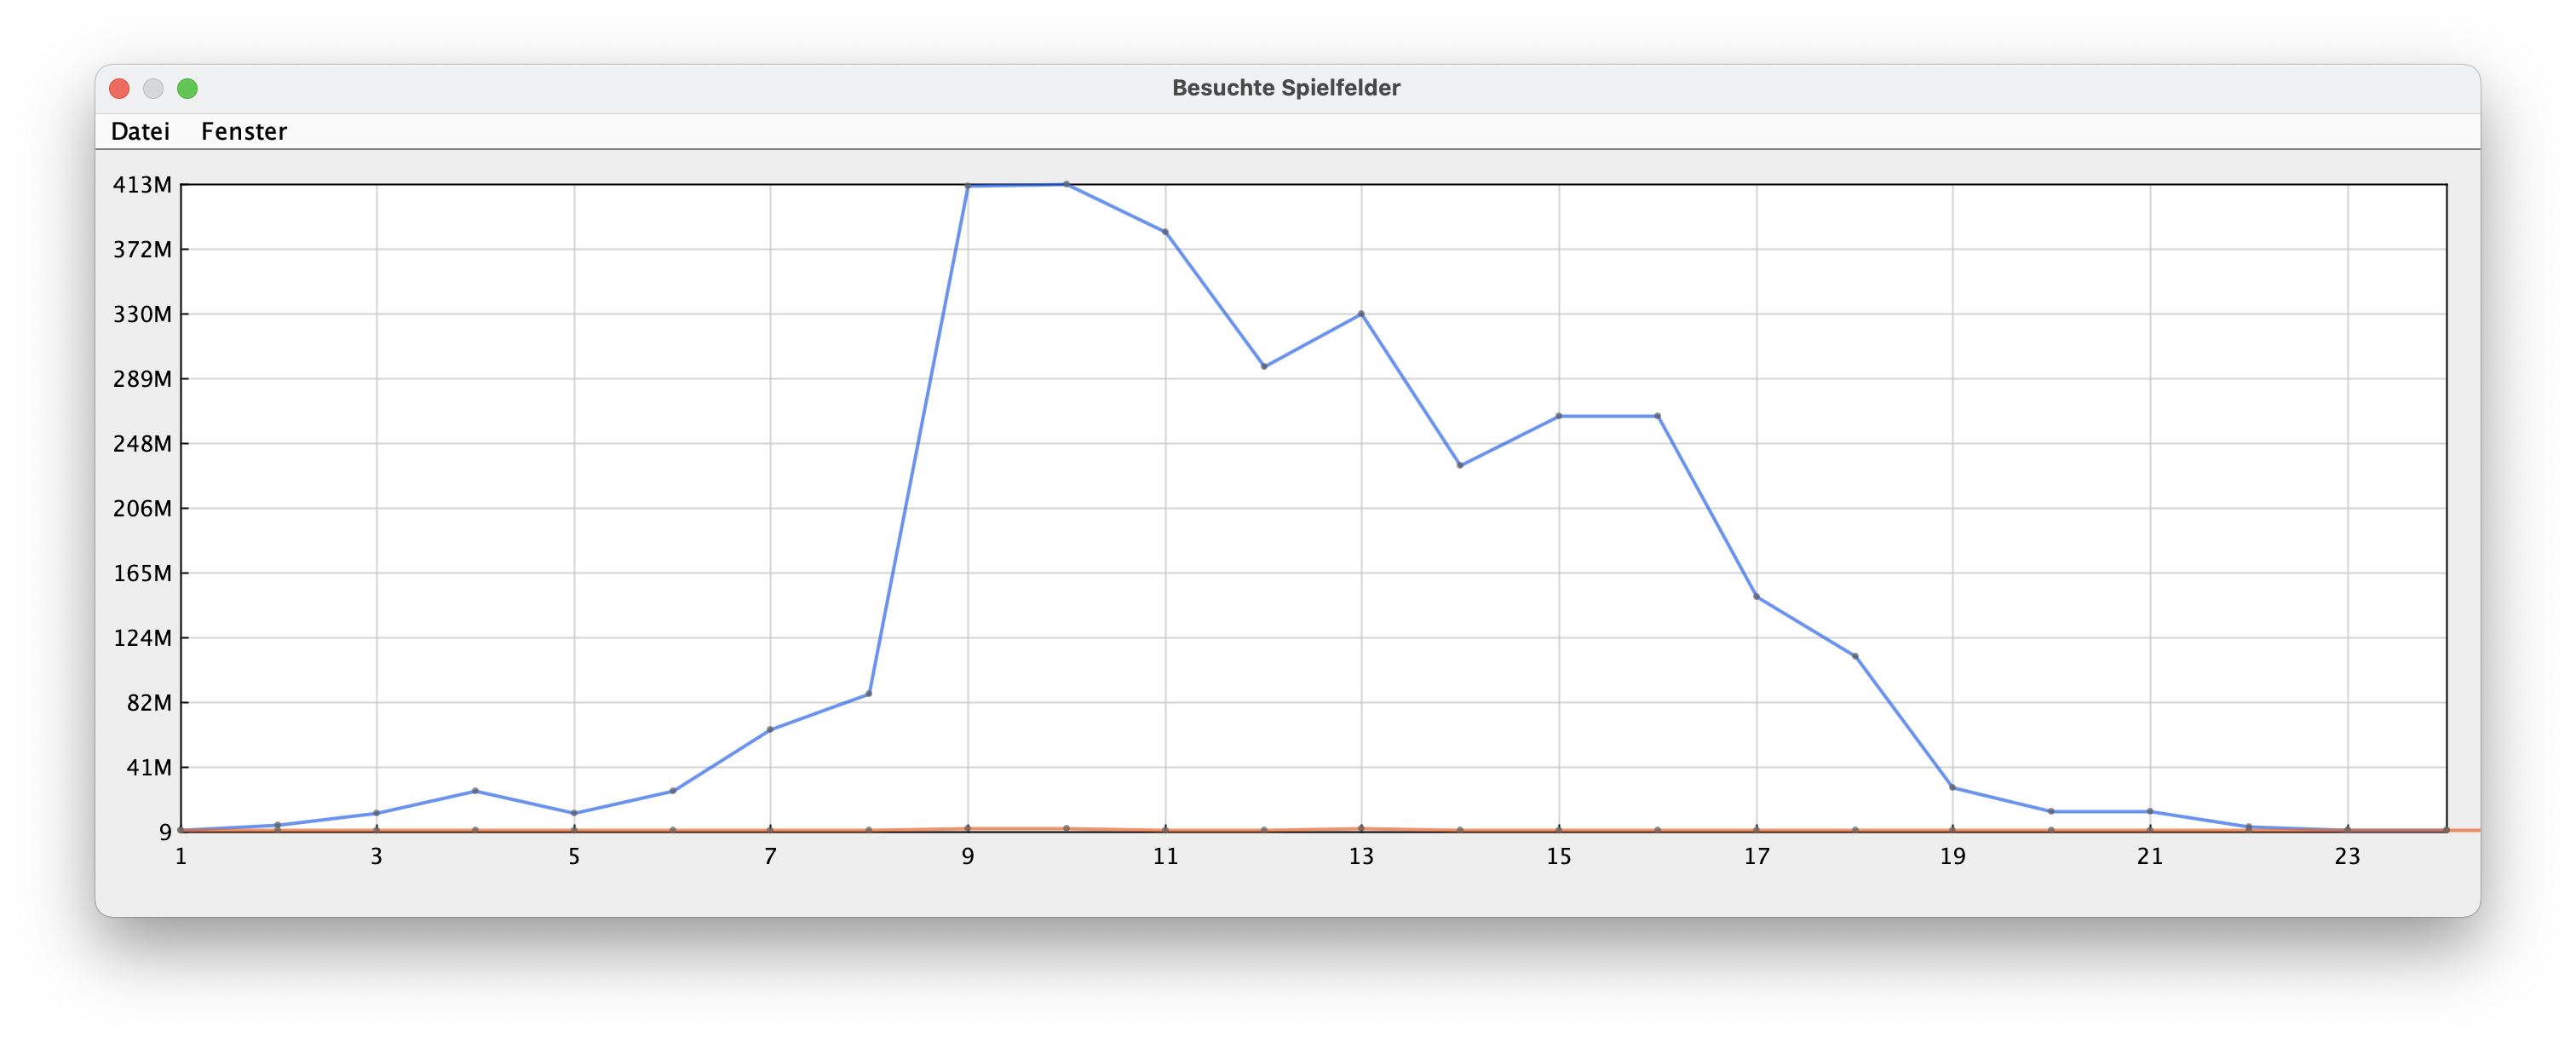 Besuchte Spielfelder
Datei Fenster
413M
372M
330M
289M
248M
206M
165M
124M
82M
41M
9
1 3 5 7 9 11 13 15 17 19 21 23